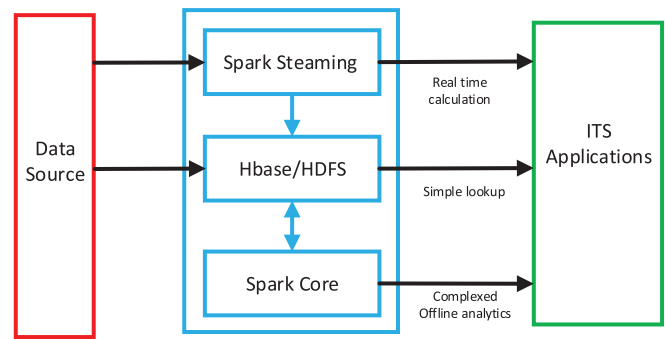 Data
Source
Spark Steaming
Hbase/HDFS
Spark Core
Real time
calculation
Simple lookup
Complexed
Offline analytics
ITS
Applications